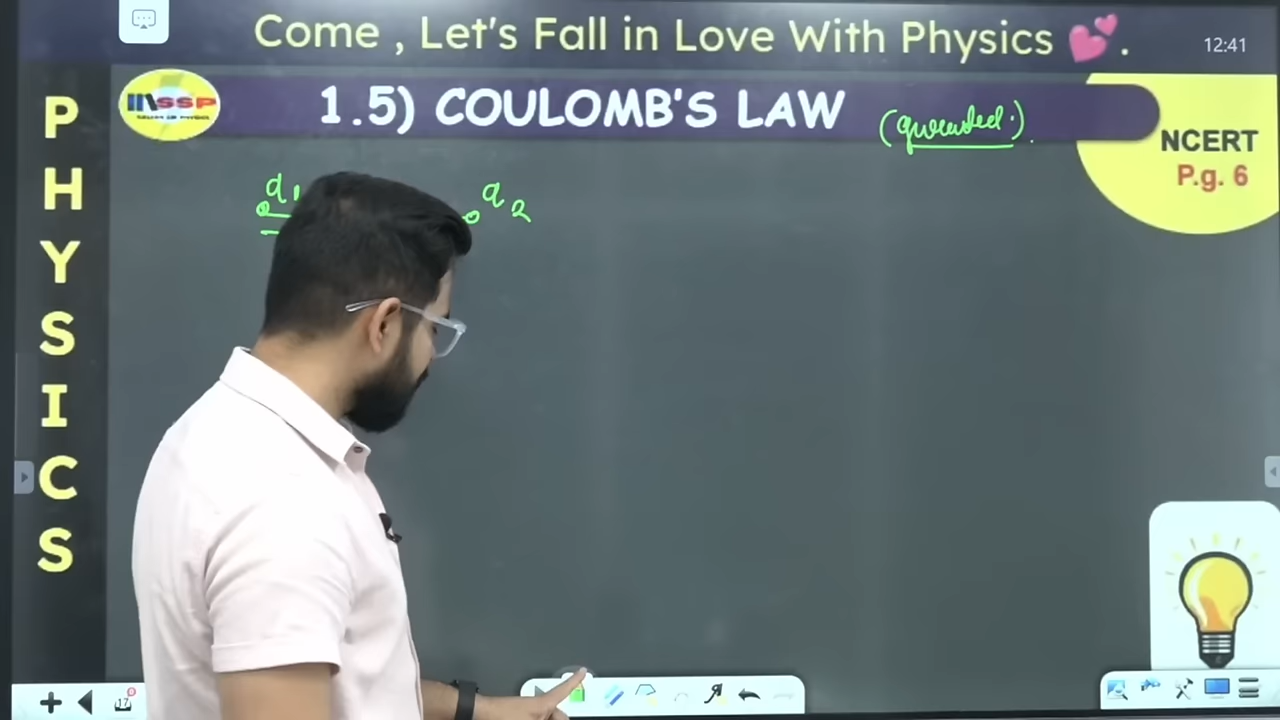 Come , Let's Fall in Love With Physics 💕 .
12:41
PHYSICS
SSP
1.5) COULOMB'S LAW
NCERT
P.g. 6
q1
q2
17